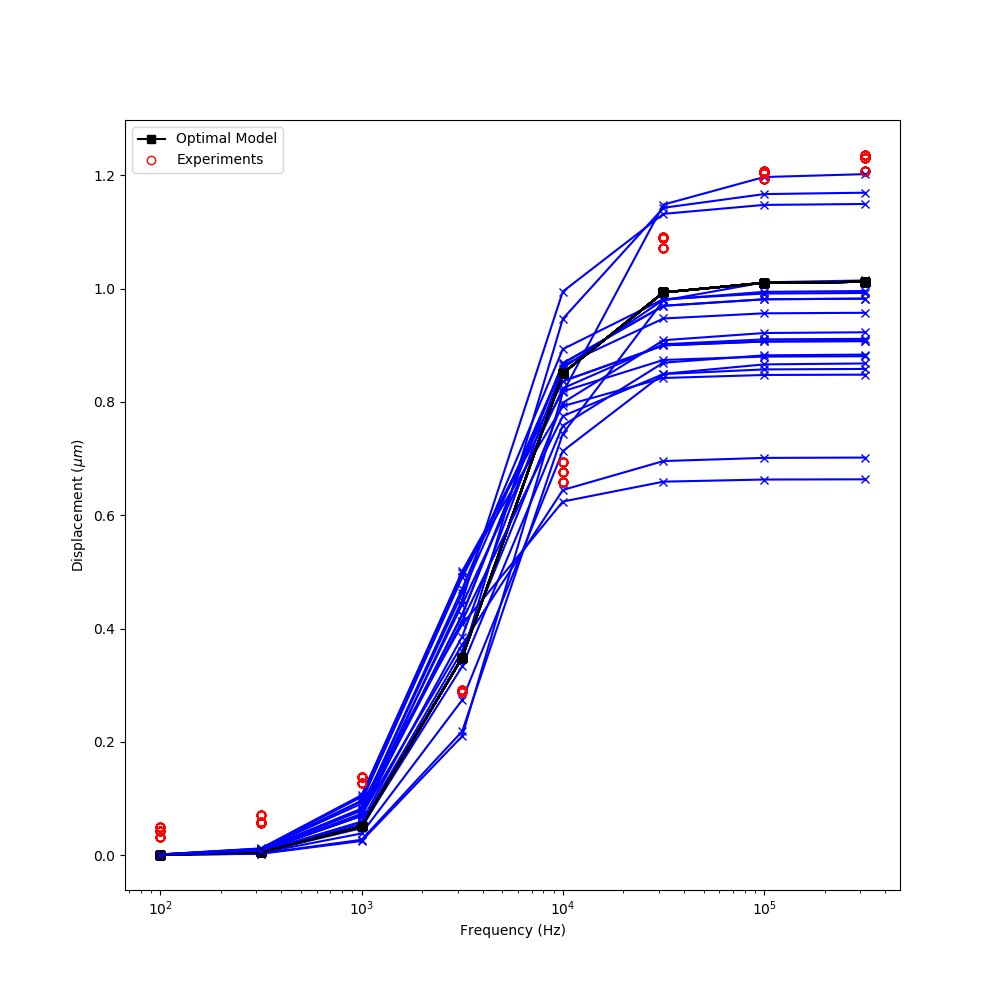 Optimal Model
Experiments
Displacement (μm)
1.2
1.0
0.8
0.6
0.4
0.2
0.0
10²
10³
10⁴
10⁵
Frequency (Hz)